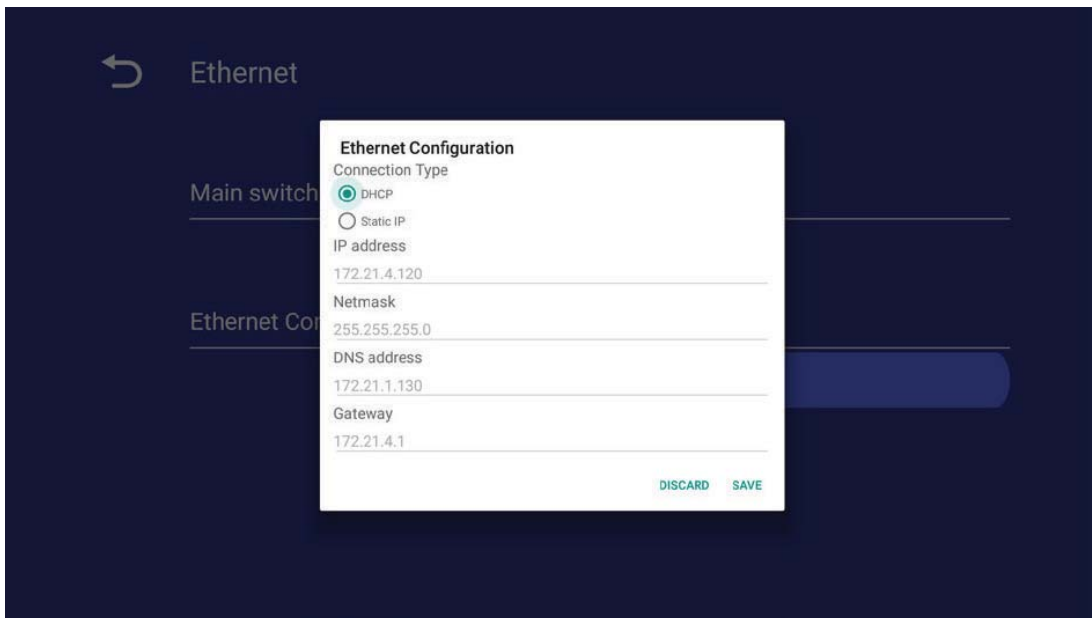 Ethernet
Main switch
Ethernet Con
Ethernet Configuration
Connection Type
DHCP
Static IP
IP address
172.21.4.120
Netmask
255.255.255.0
DNS address
172.21.1.130
Gateway
172.21.4.1
DISCARD SAVE